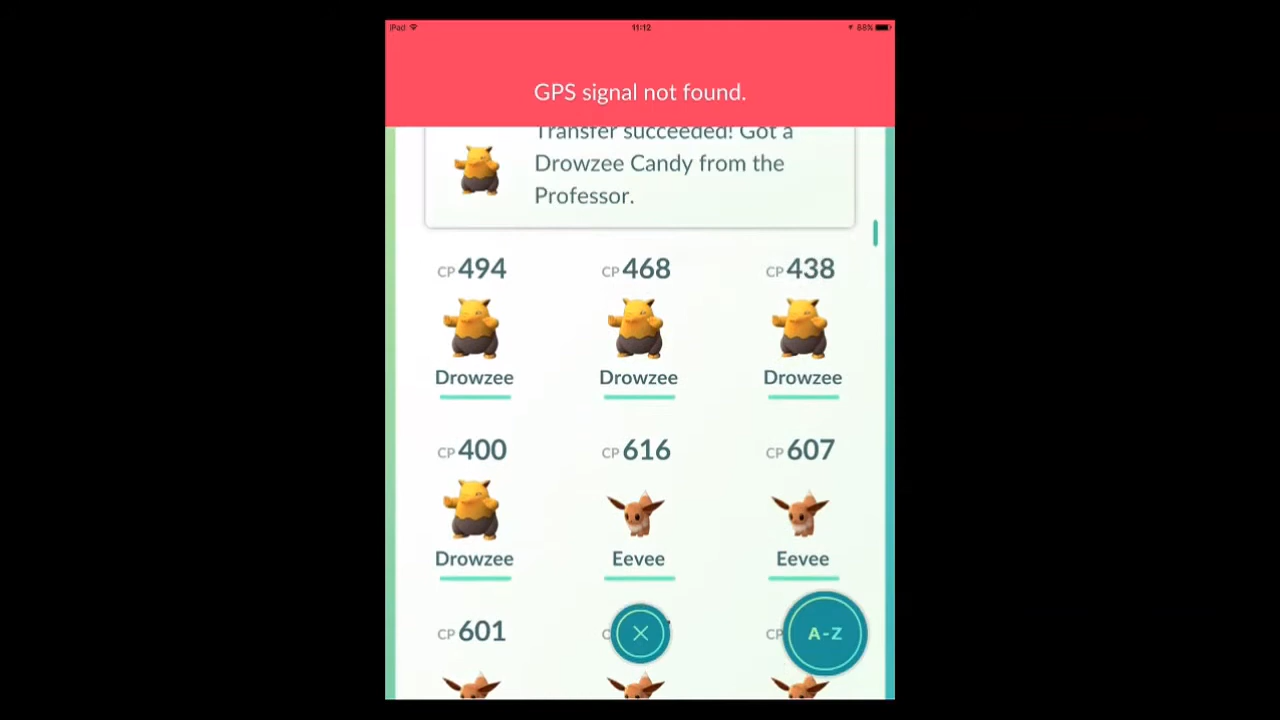 iPad 11:12 88%
GPS signal not found.
Transfer succeeded! Got a
Drowzee Candy from the
Professor.
CP 494 CP 468 CP 438
Drowzee Drowzee Drowzee
CP 400 CP 616 CP 607
Drowzee Eevee Eevee
CP 601 CP
A-Z